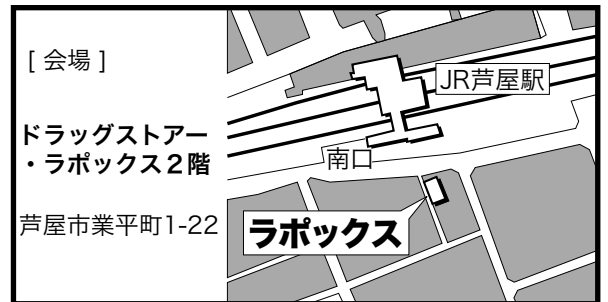 [ 会場 ]
ドラッグストアー
・ラポックス２階
芦屋市業平町1-22
JR芦屋駅
南口
ラポックス